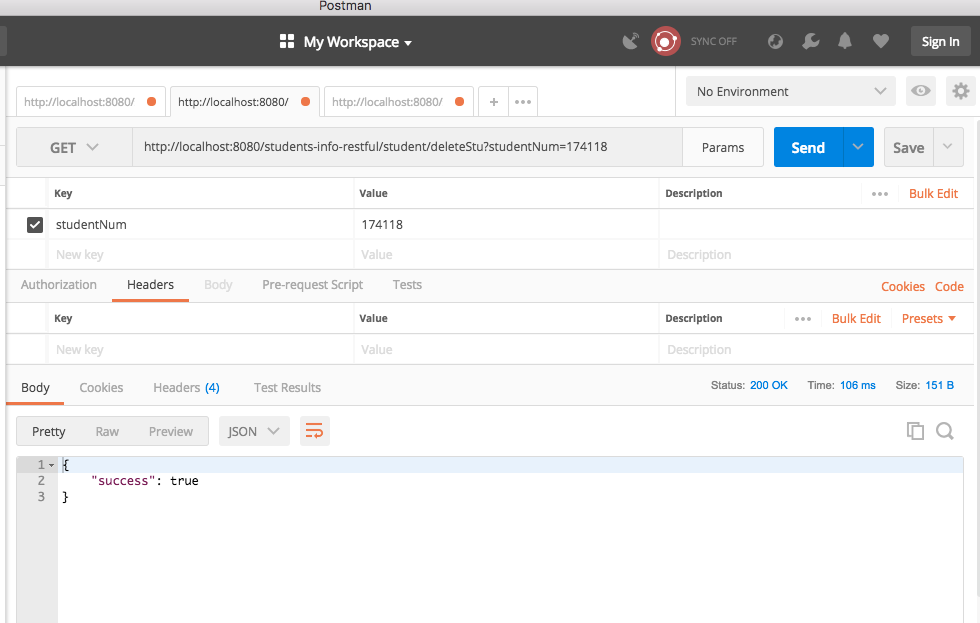 Postman
My Workspace
SYNC OFF
Sign In
http://localhost:8080/ http://localhost:8080/ http://localhost:8080/ + •••
No Environment
GET http://localhost:8080/students-info-restful/student/deleteStu?studentNum=174118 Params Send Save
Key Value Description ••• Bulk Edit
studentNum 174118
New key Value Description
Authorization Headers Body Pre-request Script Tests Cookies Code
Key Value Description ••• Bulk Edit Presets
New key Value Description
Body Cookies Headers (4) Test Results Status: 200 OK Time: 106 ms Size: 151 B
Pretty Raw Preview JSON
1 {
2 "success": true
3 }